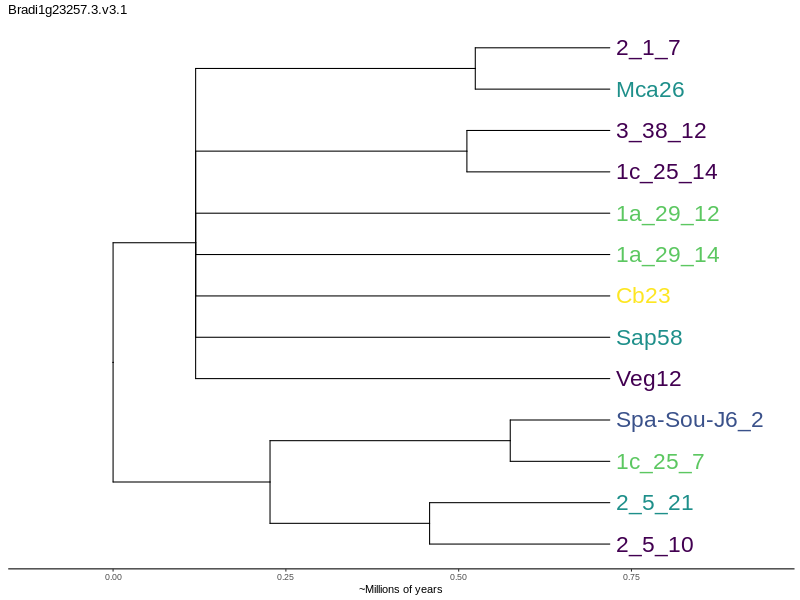 Bradi1g23257.3.v3.1
2_1_7
Mca26
3_38_12
1c_25_14
1a_29_12
1a_29_14
Cb23
Sap58
Veg12
Spa-Sou-J6_2
1c_25_7
2_5_21
2_5_10
0.00 0.25 0.50 0.75
~Millions of years